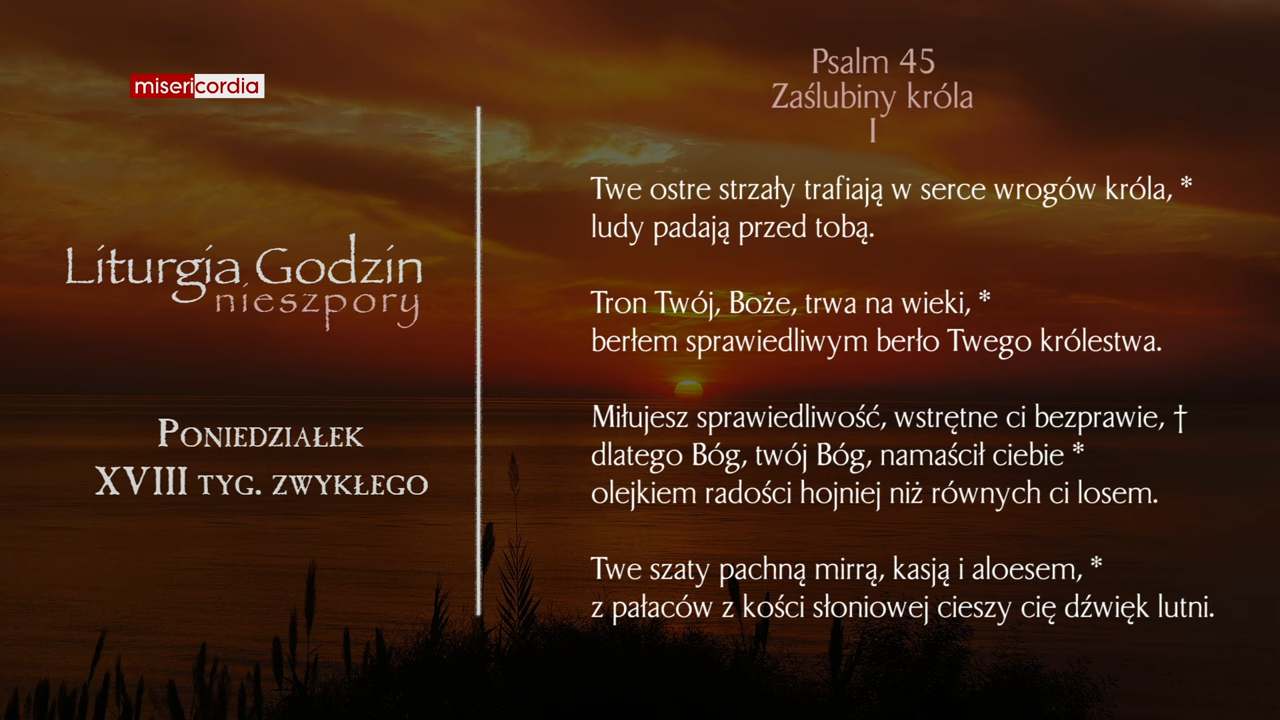 misericordia
Liturgia Godzin
nieszpory
Poniedziałek
XVIII tyg. zwykłego
Psalm 45
Zaślubiny króla
I
Twe ostre strzały trafiają w serce wrogów króla, *
ludy padają przed tobą.
Tron Twój, Boże, trwa na wieki, *
berłem sprawiedliwym berło Twego królestwa.
Miłujesz sprawiedliwość, wstrętne ci bezprawie, †
dlatego Bóg, twój Bóg, namaścił ciebie *
olejkiem radości hojniej niż równych ci losem.
Twe szaty pachną mirrą, kasją i aloesem, *
z pałaców z kości słoniowej cieszy cię dźwięk lutni.